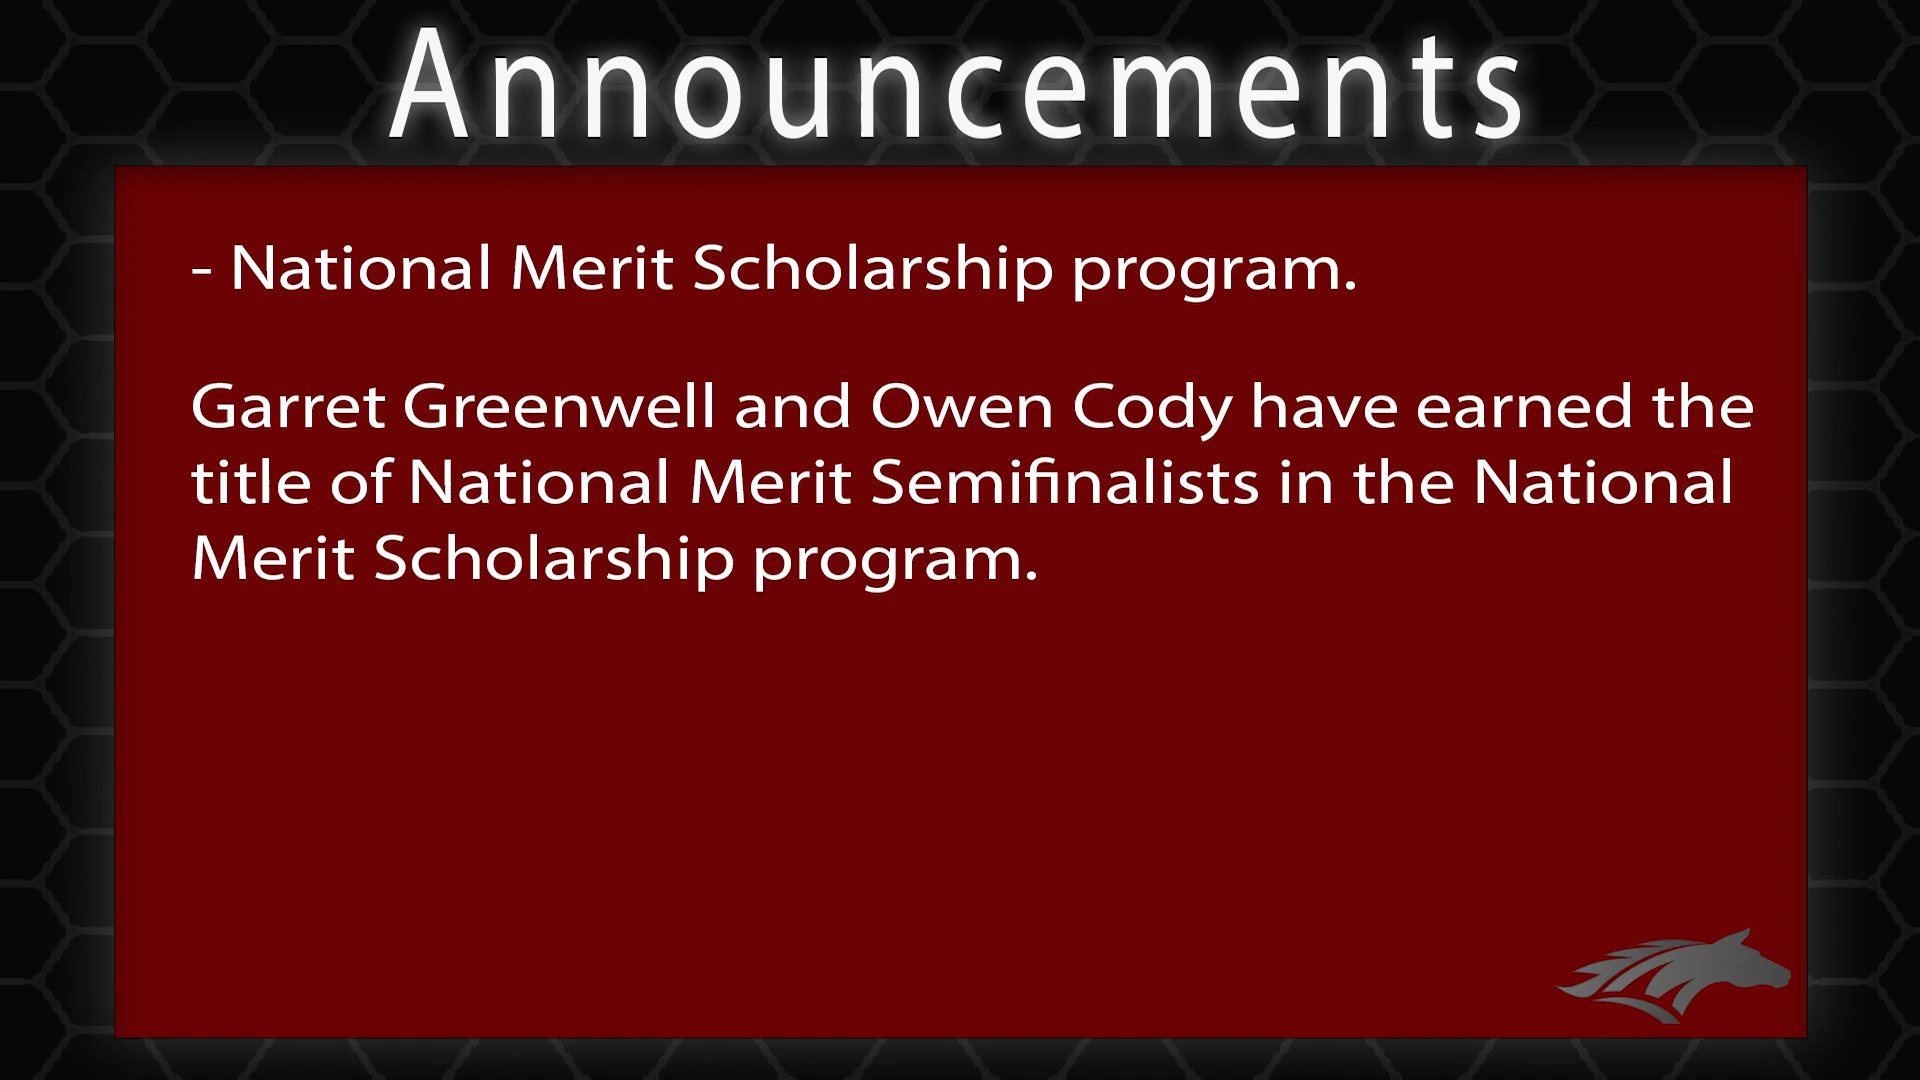 Announcements
- National Merit Scholarship program.
Garret Greenwell and Owen Cody have earned the
title of National Merit Semifinalists in the National
Merit Scholarship program.